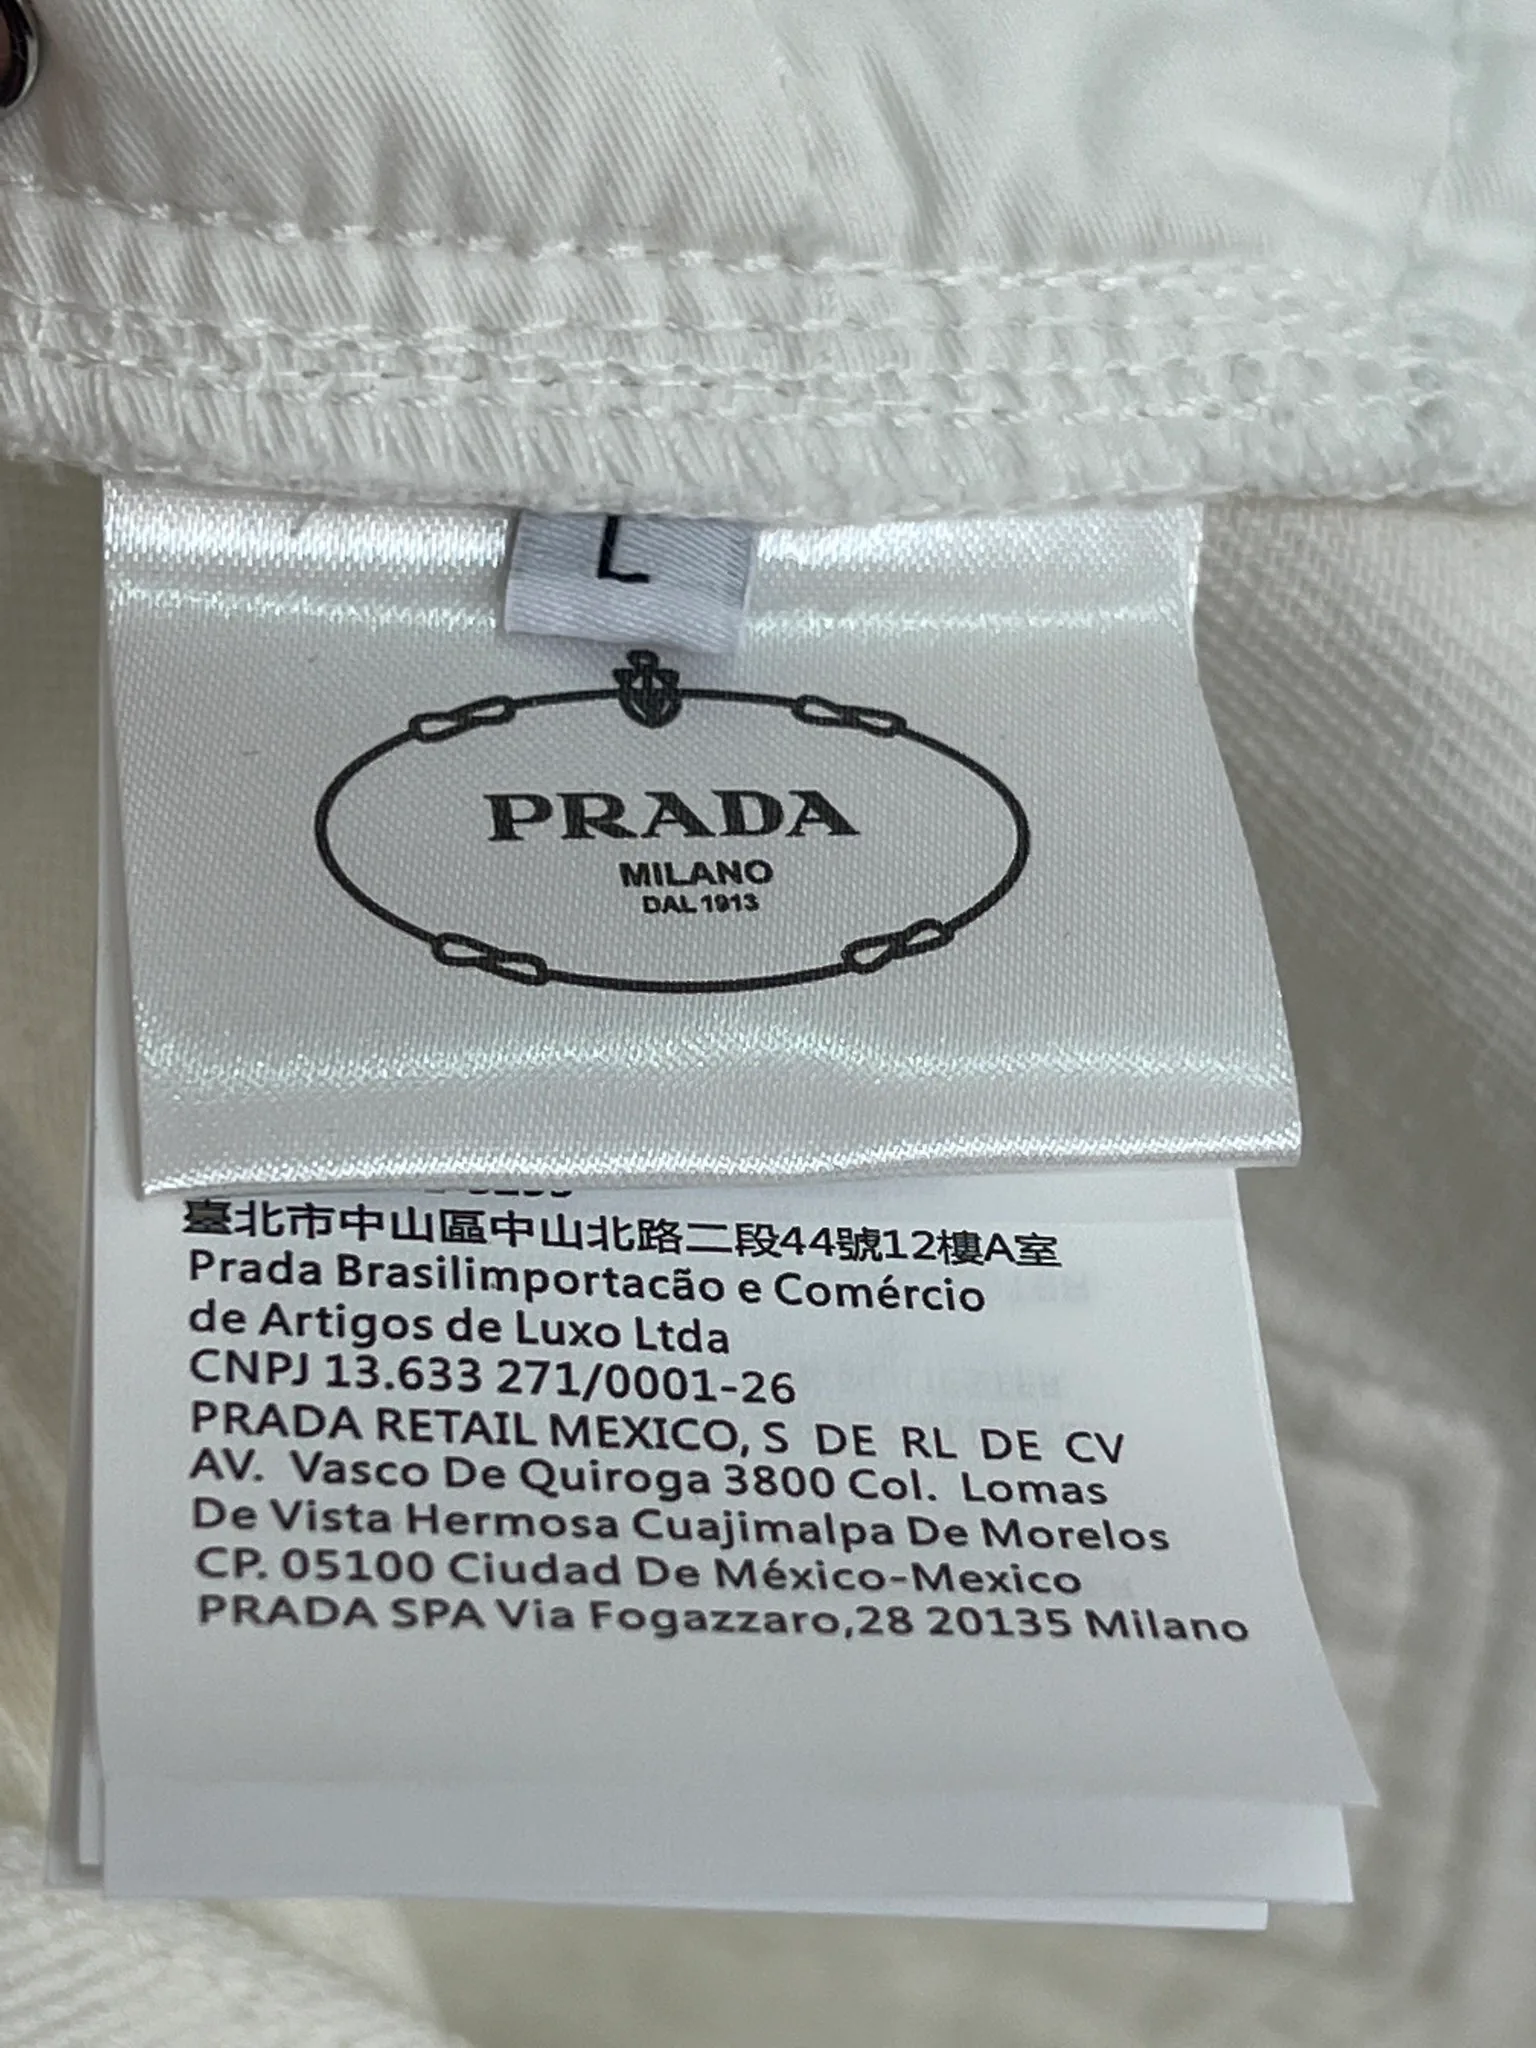 L
PRADA
MILANO
DAL 1913
臺北市中山區中山北路二段44號12樓A室
Prada Brasilimportacão e Comércio
de Artigos de Luxo Ltda
CNPJ 13.633 271/0001-26
PRADA RETAIL MEXICO, S DE RL DE CV
AV. Vasco De Quiroga 3800 Col. Lomas
De Vista Hermosa Cuajimalpa De Morelos
CP. 05100 Ciudad De México-Mexico
PRADA SPA Via Fogazzaro,28 20135 Milano